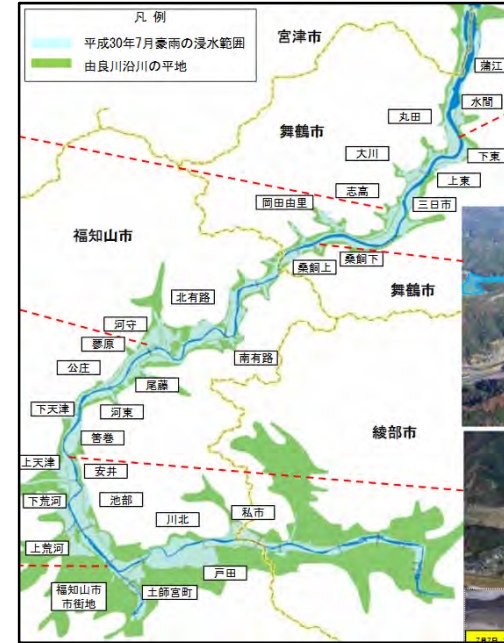 凡 例
平成30年7月豪雨の浸水範囲
由良川沿川の平地
宮津市
蒲江
水間
丸田
舞鶴市
下東
大川
上東
志高
三日市
岡田由里
福知山市
桑飼下
桑飼上
舞鶴市
北有路
河守
蓼原
南有路
公庄
尾藤
下天津
河東
筈巻
綾部市
上天津
安井
下荒河
池部
私市
川北
上荒河
戸田
福知山市
市街地
土師宮町
7月7日